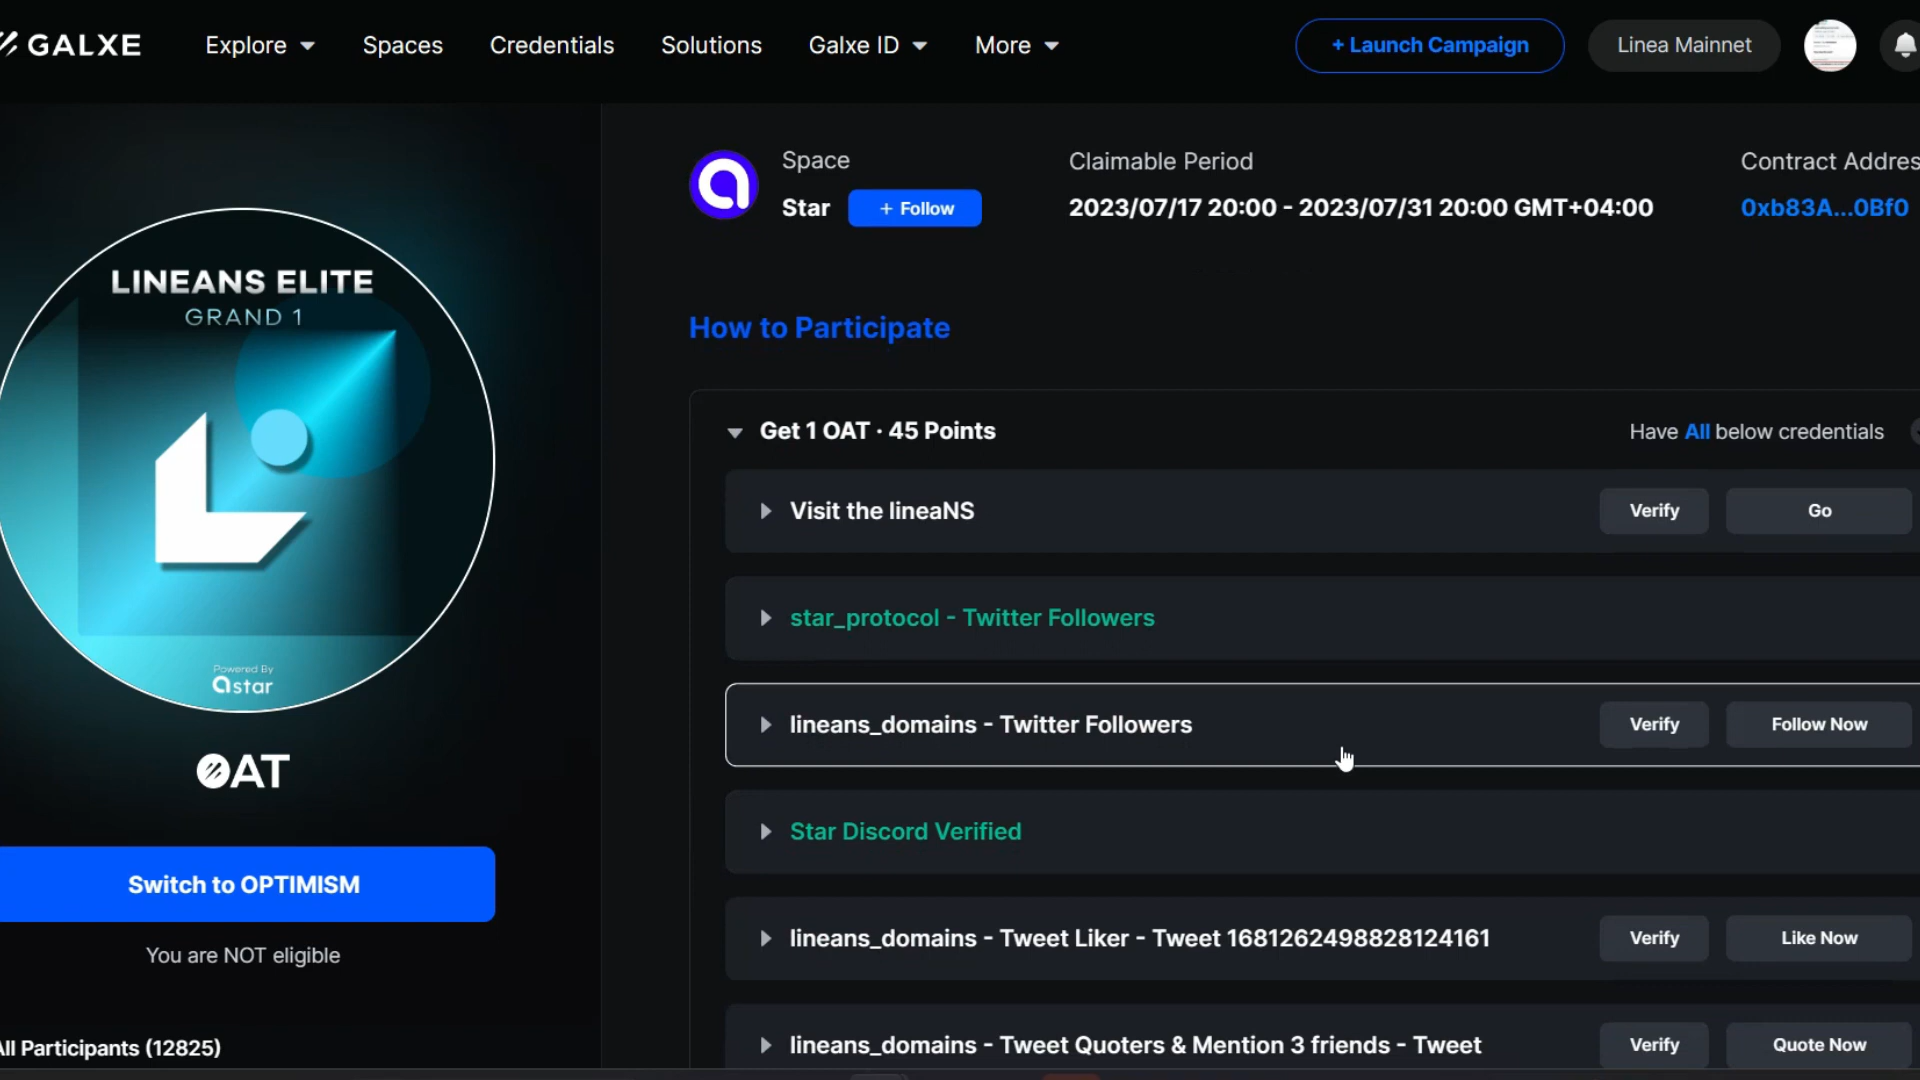 GALXE
Explore
Spaces
Credentials
Solutions
Galxe ID
More
+ Launch Campaign
Linea Mainnet
Space
Star
+ Follow
Claimable Period
2023/07/17 20:00 - 2023/07/31 20:00 GMT+04:00
Contract Addres
0xb83A...0Bf0
LINEANS ELITE
GRAND 1
Powered By
astar
OAT
Switch to OPTIMISM
You are NOT eligible
All Participants (12825)
How to Participate
Get 1 OAT · 45 Points
Have All below credentials
Visit the lineaNS
Verify
Go
star_protocol - Twitter Followers
lineans_domains - Twitter Followers
Verify
Follow Now
Star Discord Verified
lineans_domains - Tweet Liker - Tweet 1681262498828124161
Verify
Like Now
lineans_domains - Tweet Quoters & Mention 3 friends - Tweet
Verify
Quote Now